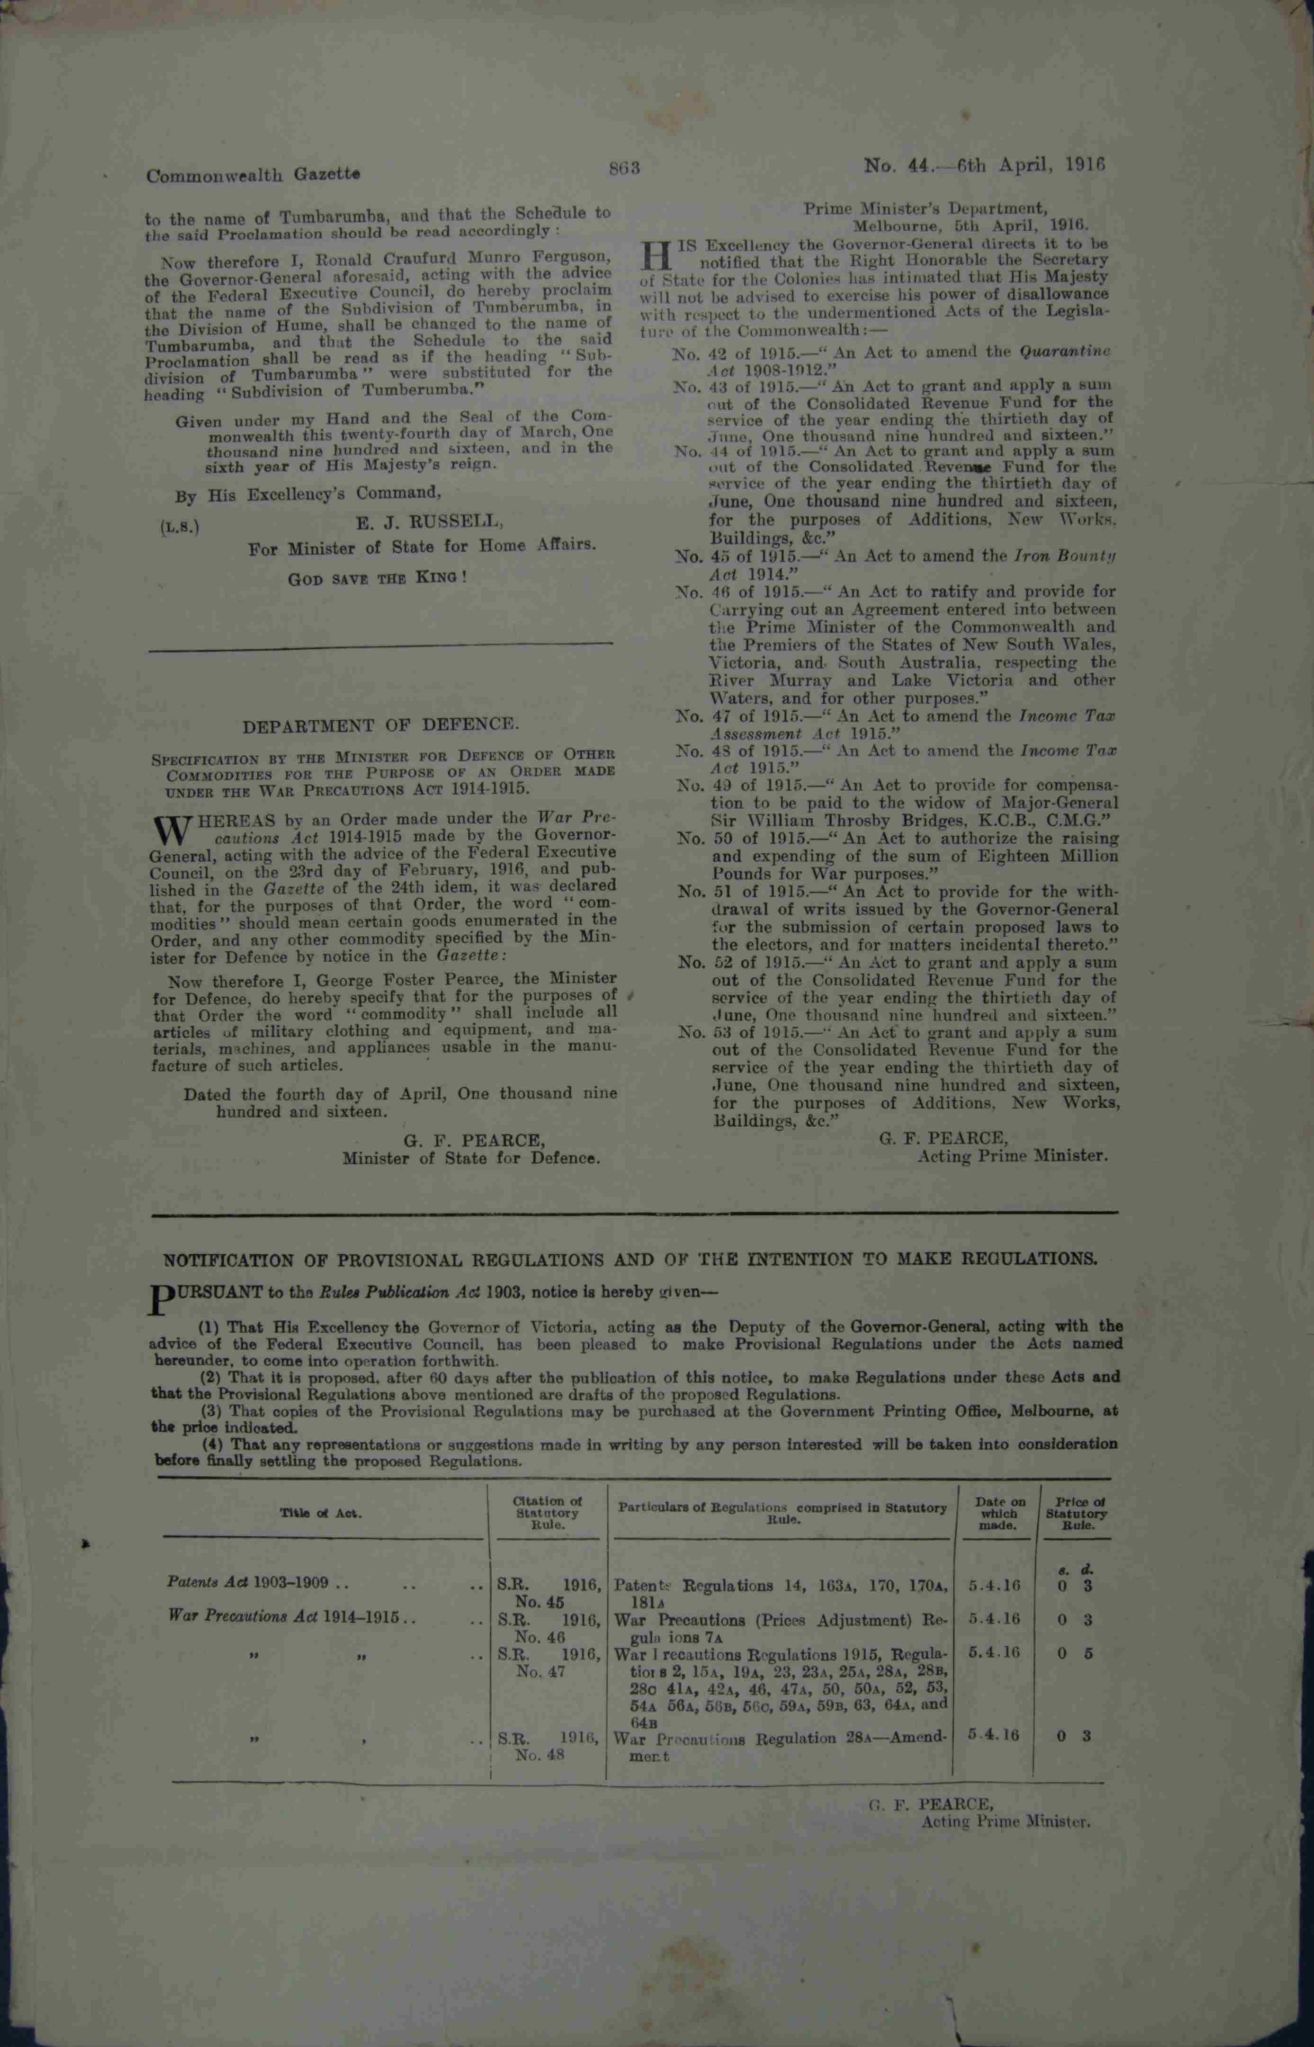 Commonwealth Gazette 863 No. 44.—6th April, 1916
to the name of Tumbarumba, and that the Schedule to
the said Proclamation should be read accordingly :
Now therefore I, Ronald Craufurd Munro Ferguson,
the Governor-General aforesaid, acting with the advice
of the Federal Executive Council, do hereby proclaim
that the name of the Subdivision of Tumberumba, in
the Division of Hume, shall be changed to the name of
Tumbarumba, and that the Schedule to the said
Proclamation shall be read as if the heading " Sub-
division of Tumbarumba " were substituted for the
heading " Subdivision of Tumberumba."
Given under my Hand and the Seal of the Com-
monwealth this twenty-fourth day of March, One
thousand nine hundred and sixteen, and in the
sixth year of His Majesty's reign.
By His Excellency's Command,
(L.S.) E. J. RUSSELL,
For Minister of State for Home Affairs.
GOD SAVE THE KING !
DEPARTMENT OF DEFENCE.
SPECIFICATION BY THE MINISTER FOR DEFENCE OF OTHER
COMMODITIES FOR THE PURPOSE OF AN ORDER MADE
UNDER THE WAR PRECAUTIONS ACT 1914-1915.
WHEREAS by an Order made under the War Pre-
cautions Act 1914-1915 made by the Governor-
General, acting with the advice of the Federal Executive
Council, on the 23rd day of February, 1916, and pub-
lished in the Gazette of the 24th idem, it was declared
that, for the purposes of that Order, the word " com-
modities " should mean certain goods enumerated in the
Order, and any other commodity specified by the Min-
ister for Defence by notice in the Gazette :
Now therefore I, George Foster Pearce, the Minister
for Defence, do hereby specify that for the purposes of
that Order the word " commodity " shall include all
articles of military clothing and equipment, and ma-
terials, machines, and appliances usable in the manu-
facture of such articles.
Dated the fourth day of April, One thousand nine
hundred and sixteen.
G. F. PEARCE,
Minister of State for Defence.
Prime Minister's Department,
Melbourne, 5th April, 1916.
HIS Excellency the Governor-General directs it to be
notified that the Right Honorable the Secretary
of State for the Colonies has intimated that His Majesty
will not be advised to exercise his power of disallowance
with respect to the undermentioned Acts of the Legisla-
ture of the Commonwealth :—
No. 42 of 1915.—" An Act to amend the Quarantine
Act 1908-1912."
No. 43 of 1915.—" An Act to grant and apply a sum
out of the Consolidated Revenue Fund for the
service of the year ending the thirtieth day of
June, One thousand nine hundred and sixteen."
No. 44 of 1915.—" An Act to grant and apply a sum
out of the Consolidated Revenue Fund for the
service of the year ending the thirtieth day of
June, One thousand nine hundred and sixteen,
for the purposes of Additions, New Works,
Buildings, &c."
No. 45 of 1915.—" An Act to amend the Iron Bounty
Act 1914."
No. 46 of 1915.—" An Act to ratify and provide for
Carrying out an Agreement entered into between
the Prime Minister of the Commonwealth and
the Premiers of the States of New South Wales,
Victoria, and South Australia, respecting the
River Murray and Lake Victoria and other
Waters, and for other purposes."
No. 47 of 1915.—" An Act to amend the Income Tax
Assessment Act 1915."
No. 48 of 1915.—" An Act to amend the Income Tax
Act 1915."
No. 49 of 1915.—" An Act to provide for compensa-
tion to be paid to the widow of Major-General
Sir William Throsby Bridges, K.C.B., C.M.G."
No. 50 of 1915.—" An Act to authorize the raising
and expending of the sum of Eighteen Million
Pounds for War purposes."
No. 51 of 1915.—" An Act to provide for the with-
drawal of writs issued by the Governor-General
for the submission of certain proposed laws to
the electors, and for matters incidental thereto."
No. 52 of 1915.—" An Act to grant and apply a sum
out of the Consolidated Revenue Fund for the
service of the year ending the thirtieth day of
June, One thousand nine hundred and sixteen."
No. 53 of 1915.—" An Act to grant and apply a sum
out of the Consolidated Revenue Fund for the
service of the year ending the thirtieth day of
June, One thousand nine hundred and sixteen,
for the purposes of Additions, New Works,
Buildings, &c."
G. F. PEARCE,
Acting Prime Minister.
NOTIFICATION OF PROVISIONAL REGULATIONS AND OF THE INTENTION TO MAKE REGULATIONS.
PURSUANT to the Rules Publication Act 1903, notice is hereby given—
(1) That His Excellency the Governor of Victoria, acting as the Deputy of the Governor-General, acting with the
advice of the Federal Executive Council, has been pleased to make Provisional Regulations under the Acts named
hereunder, to come into operation forthwith.
(2) That it is proposed, after 60 days after the publication of this notice, to make Regulations under these Acts and
that the Provisional Regulations above mentioned are drafts of the proposed Regulations.
(3) That copies of the Provisional Regulations may be purchased at the Government Printing Office, Melbourne, at
the price indicated.
(4) That any representations or suggestions made in writing by any person interested will be taken into consideration
before finally settling the proposed Regulations.
Title of Act. Citation of Statutory Rule. Particulars of Regulations comprised in Statutory Rule. Date on which made. Price of Statutory Rule.
s. d.
Patents Act 1903–1909 .. .. .. S.R. 1916, Patents Regulations 14, 163A, 170, 170A, 5.4.16 0 3
No. 45 181A
War Precautions Act 1914–1915 .. .. S.R. 1916, War Precautions (Prices Adjustment) Re- 5.4.16 0 3
No. 46 gula ions 7A
" " .. S.R. 1916, War Precautions Regulations 1915, Regula- 5.4.16 0 5
No. 47 tions 2, 15A, 19A, 23, 23A, 25A, 28A, 28B,
28C 41A, 42A, 46, 47A, 50, 50A, 52, 53,
54A 56A, 56B, 56C, 59A, 59B, 63, 64A, and
64B
" , .. S.R. 1916, War Precautions Regulation 28A—Amend- 5.4.16 0 3
No. 48 ment
G. F. PEARCE,
Acting Prime Minister.